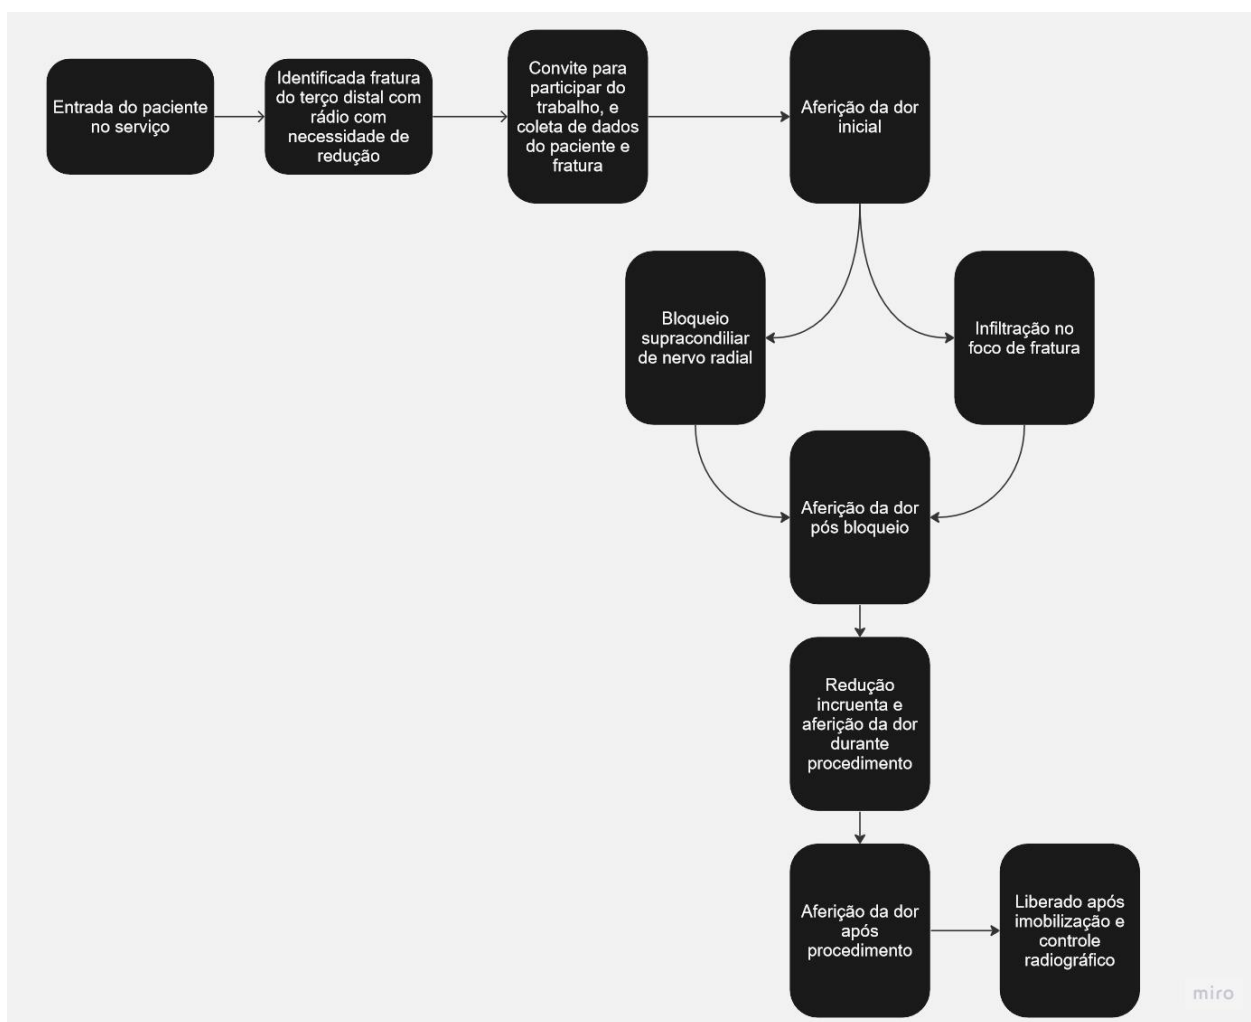 Entrada do paciente
no serviço
Identificada fratura
do terço distal com
rádio com
necessidade de
redução
Convite para
participar do
trabalho, e
coleta de dados
do paciente e
fratura
Aferição da dor
inicial
Bloqueio
supracondiliar
de nervo radial
Infiltração no
foco de fratura
Aferição da dor
pós bloqueio
Redução
incruenta e
aferição da dor
durante
procedimento
Aferição da dor
após
procedimento
Liberado após
imobilização e
controle
radiográfico
miro